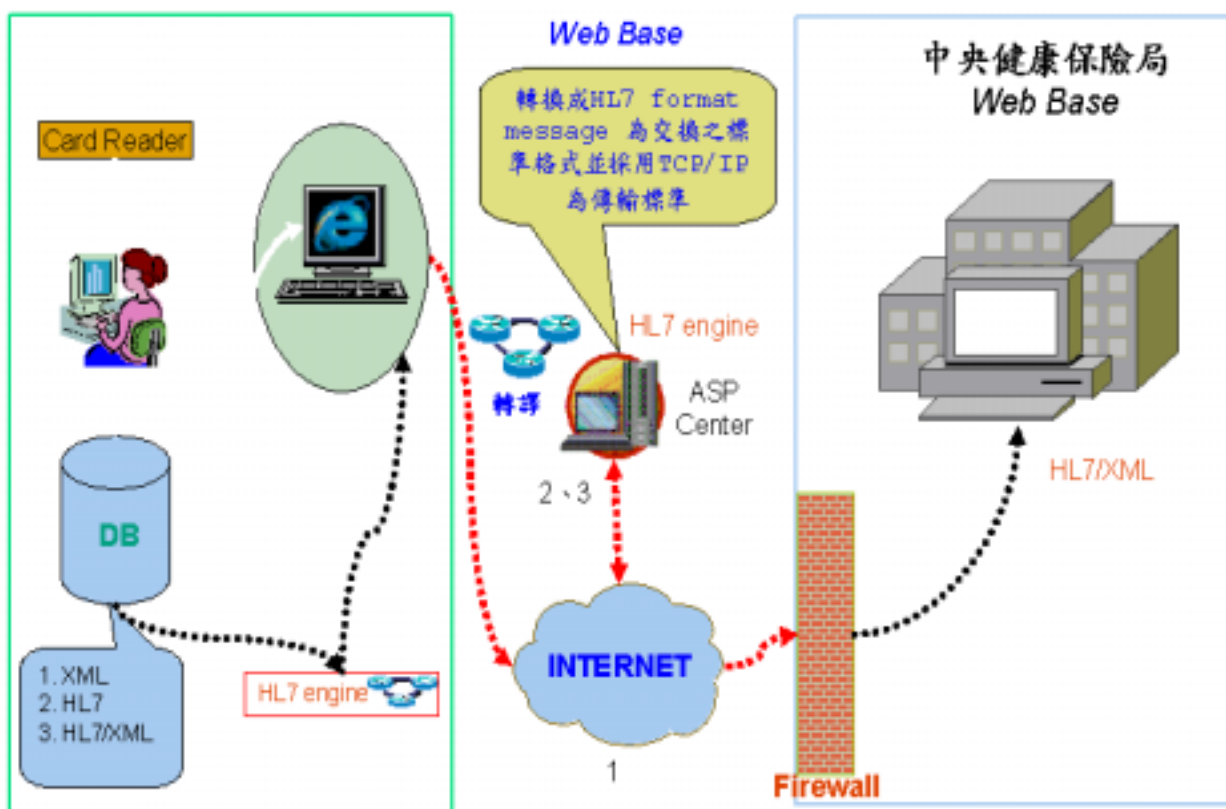 Card Reader
DB
1. XML
2. HL7
3. HL7/XML
HL7 engine
Web Base
轉換成HL7 format
message 為交換之標
準格式並採用TCP/IP
為傳輸標準
HL7 engine
轉譯
ASP
Center
2、3
INTERNET
1
中央健康保險局
Web Base
HL7/XML
Firewall